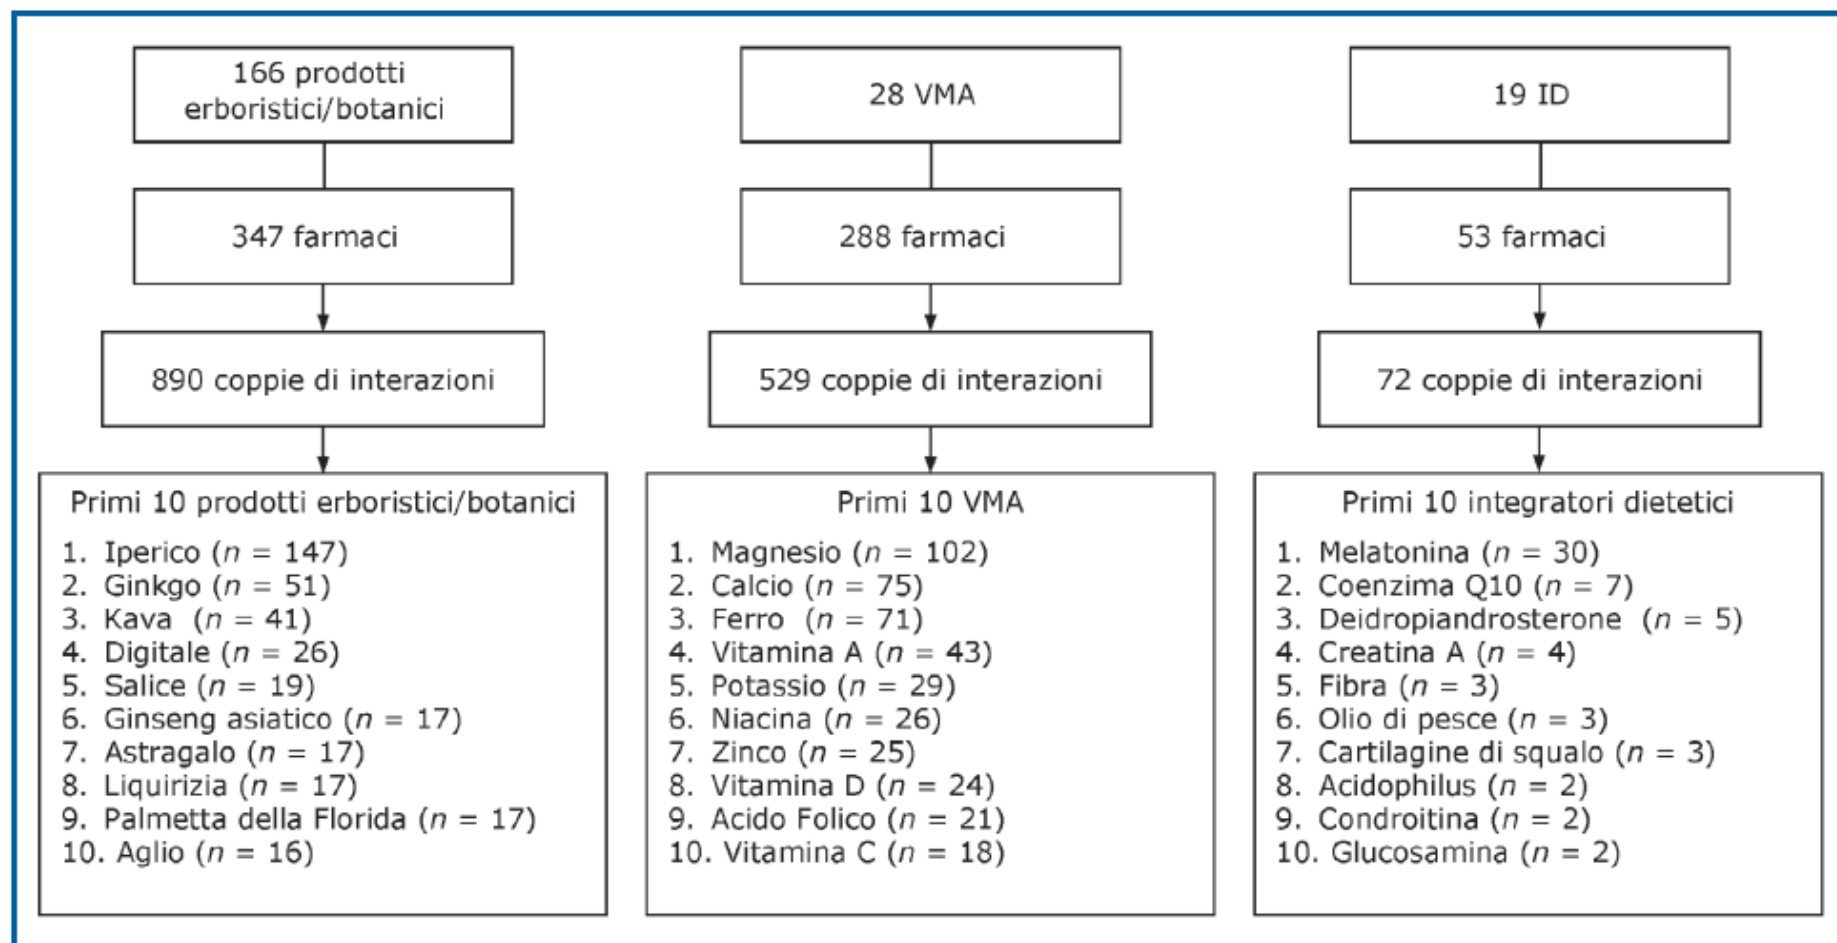 166 prodotti
erboristici/botanici
347 farmaci
890 coppie di interazioni
Primi 10 prodotti erboristici/botanici
1. Iperico (n = 147)
2. Ginkgo (n = 51)
3. Kava (n = 41)
4. Digitale (n = 26)
5. Salice (n = 19)
6. Ginseng asiatico (n = 17)
7. Astragalo (n = 17)
8. Liquirizia (n = 17)
9. Palmetta della Florida (n = 17)
10. Aglio (n = 16)
28 VMA
288 farmaci
529 coppie di interazioni
Primi 10 VMA
1. Magnesio (n = 102)
2. Calcio (n = 75)
3. Ferro (n = 71)
4. Vitamina A (n = 43)
5. Potassio (n = 29)
6. Niacina (n = 26)
7. Zinco (n = 25)
8. Vitamina D (n = 24)
9. Acido Folico (n = 21)
10. Vitamina C (n = 18)
19 ID
53 farmaci
72 coppie di interazioni
Primi 10 integratori dietetici
1. Melatonina (n = 30)
2. Coenzima Q10 (n = 7)
3. Deidropiandrosterone (n = 5)
4. Creatina A (n = 4)
5. Fibra (n = 3)
6. Olio di pesce (n = 3)
7. Cartilagine di squalo (n = 3)
8. Acidophilus (n = 2)
9. Condroitina (n = 2)
10. Glucosamina (n = 2)